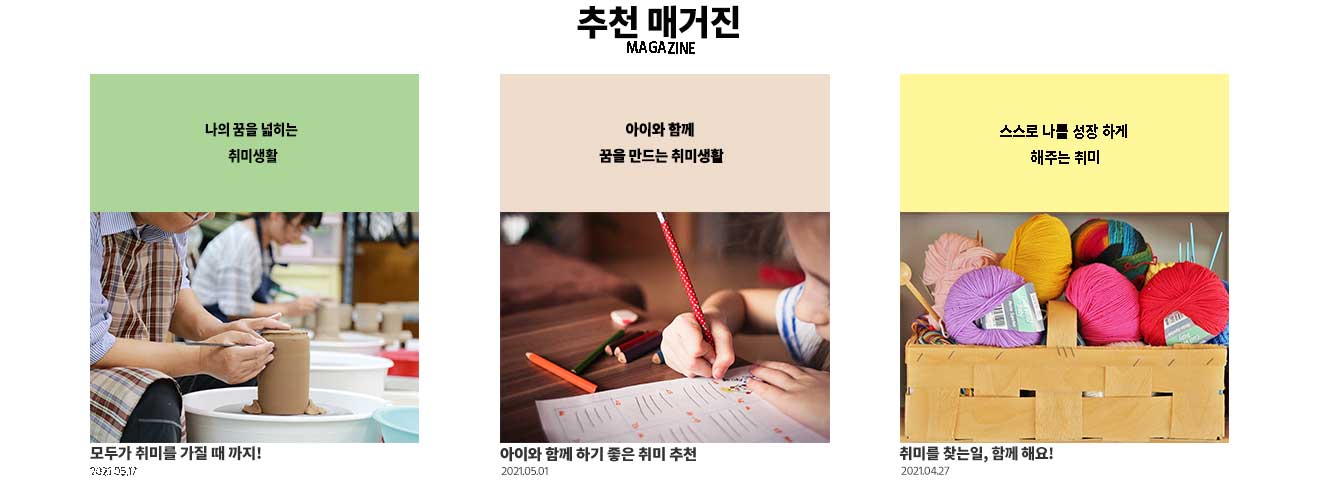 추천 매거진
MAGAZINE
나의 꿈을 넓히는
취미생활
아이와 함께
꿈을 만드는 취미생활
스스로 나를 성장 하게
해주는 취미
모두가 취미를 가질 때 까지!
2021.05.17
아이와 함께 하기 좋은 취미 추천
2021.05.01
취미를 찾는일, 함께 해요!
2021.04.27